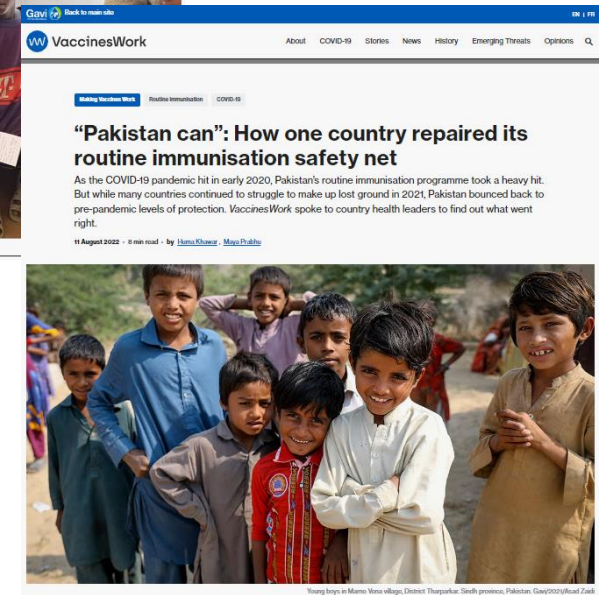 Gavi Back to main site
EN | FR
VaccinesWork
About COVID-19 Stories News History Emerging Threats Opinions
Making Vaccines Work Routine Immunisation COVID-19
“Pakistan can”: How one country repaired its
routine immunisation safety net
As the COVID-19 pandemic hit in early 2020, Pakistan’s routine immunisation programme took a heavy hit.
But while many countries continued to struggle to make up lost ground in 2021, Pakistan bounced back to
pre-pandemic levels of protection. VaccinesWork spoke to country health leaders to find out what went
right.
11 August 2022 - 8 min read - by Huma Khawar, Maya Prabhu
Young boys in Mamo Vena village, District Tharparkar. Sindh province, Pakistan. Gavi/2021/Asad Zaidi